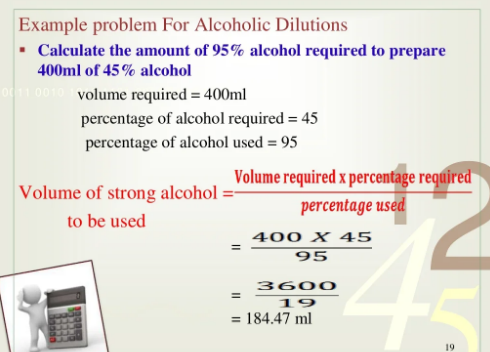 Example problem For Alcoholic Dilutions
▪ Calculate the amount of 95% alcohol required to prepare
400ml of 45% alcohol
volume required = 400ml
percentage of alcohol required = 45
percentage of alcohol used = 95
Volume required x percentage required
Volume of strong alcohol =
percentage used
to be used
400 X 45
=
95
3600
=
19
= 184.47 ml
19